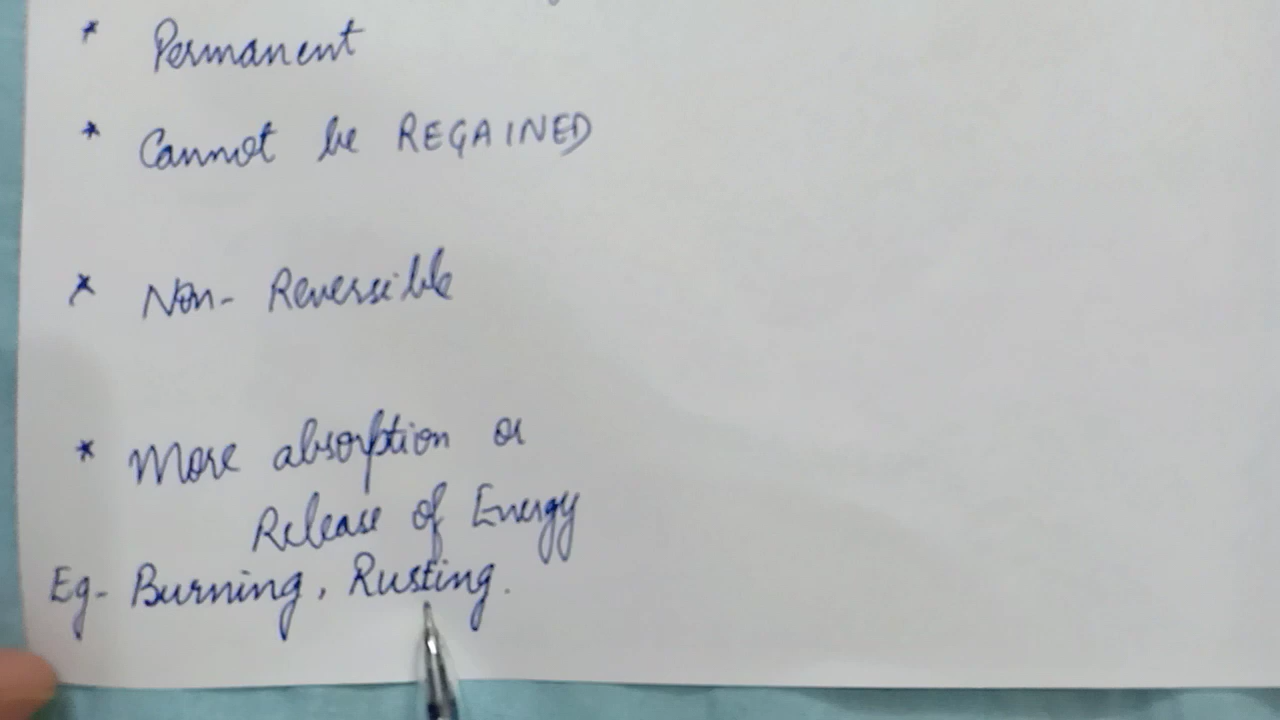 * Permanent
* Cannot be REGAINED
* Non- Reversible
* More absorption or
Release of Energy
Eg- Burning, Rusting.